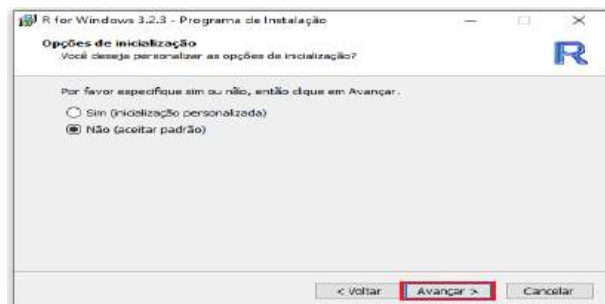 R for Windows 3.2.3 - Programa de Instalação
Opções de inicialização
Você deseja personalizar as opções de inicialização?
R
Por favor especifique sim ou não, então clique em Avançar.
Sim (inicialização personalizada)
Não (aceitar padrão)
< Voltar Avançar > Cancelar